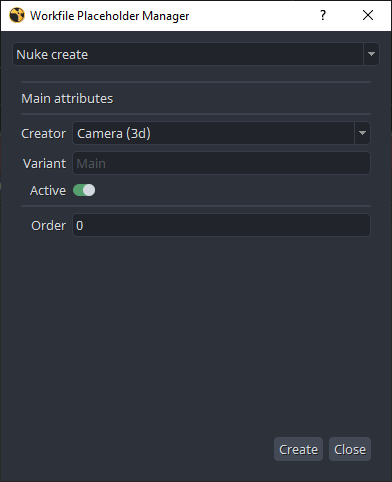 Workfile Placeholder Manager
Nuke create
Main attributes
Creator Camera (3d)
Variant Main
Active
Order 0
Create Close